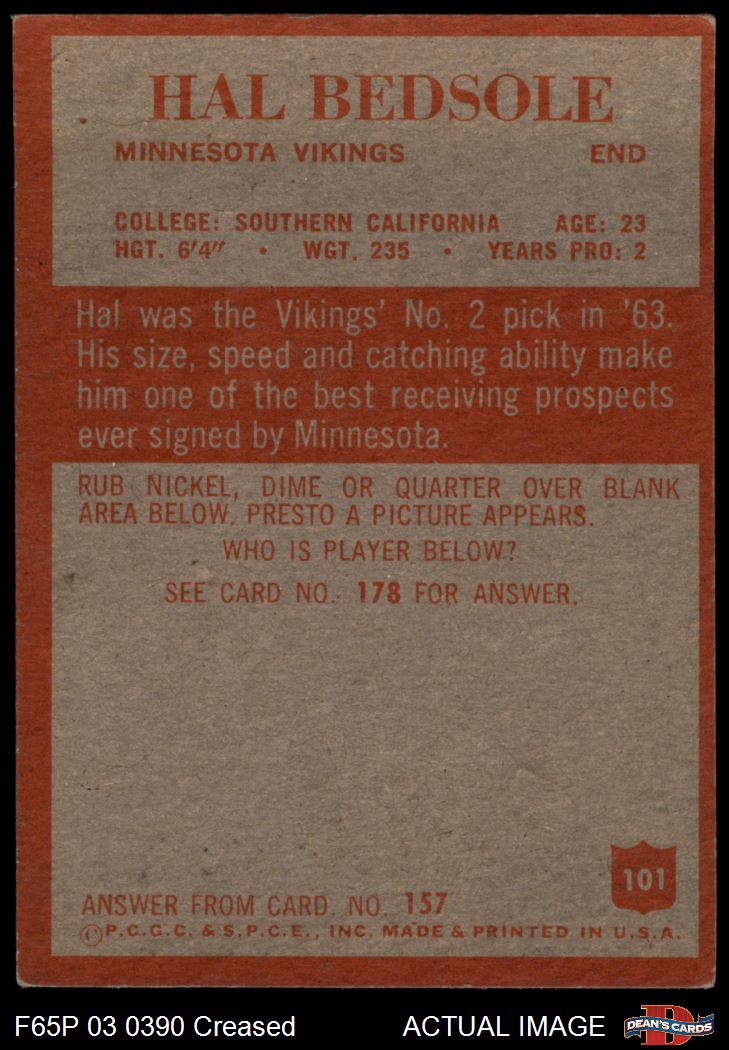 HAL BEDSOLE
MINNESOTA VIKINGS END
COLLEGE: SOUTHERN CALIFORNIA AGE: 23
HGT. 6'4" • WGT. 235 • YEARS PRO: 2
Hal was the Vikings' No. 2 pick in '63.
His size, speed and catching ability make
him one of the best receiving prospects
ever signed by Minnesota.
RUB NICKEL, DIME OR QUARTER OVER BLANK
AREA BELOW. PRESTO A PICTURE APPEARS.
WHO IS PLAYER BELOW?
SEE CARD NO. 178 FOR ANSWER.
101
ANSWER FROM CARD. NO. 157
©P.C.G.C. & S.P.C.E., INC. MADE & PRINTED IN U.S.A.
F65P 03 0390 Creased ACTUAL IMAGE
D
DEAN'S CARDS